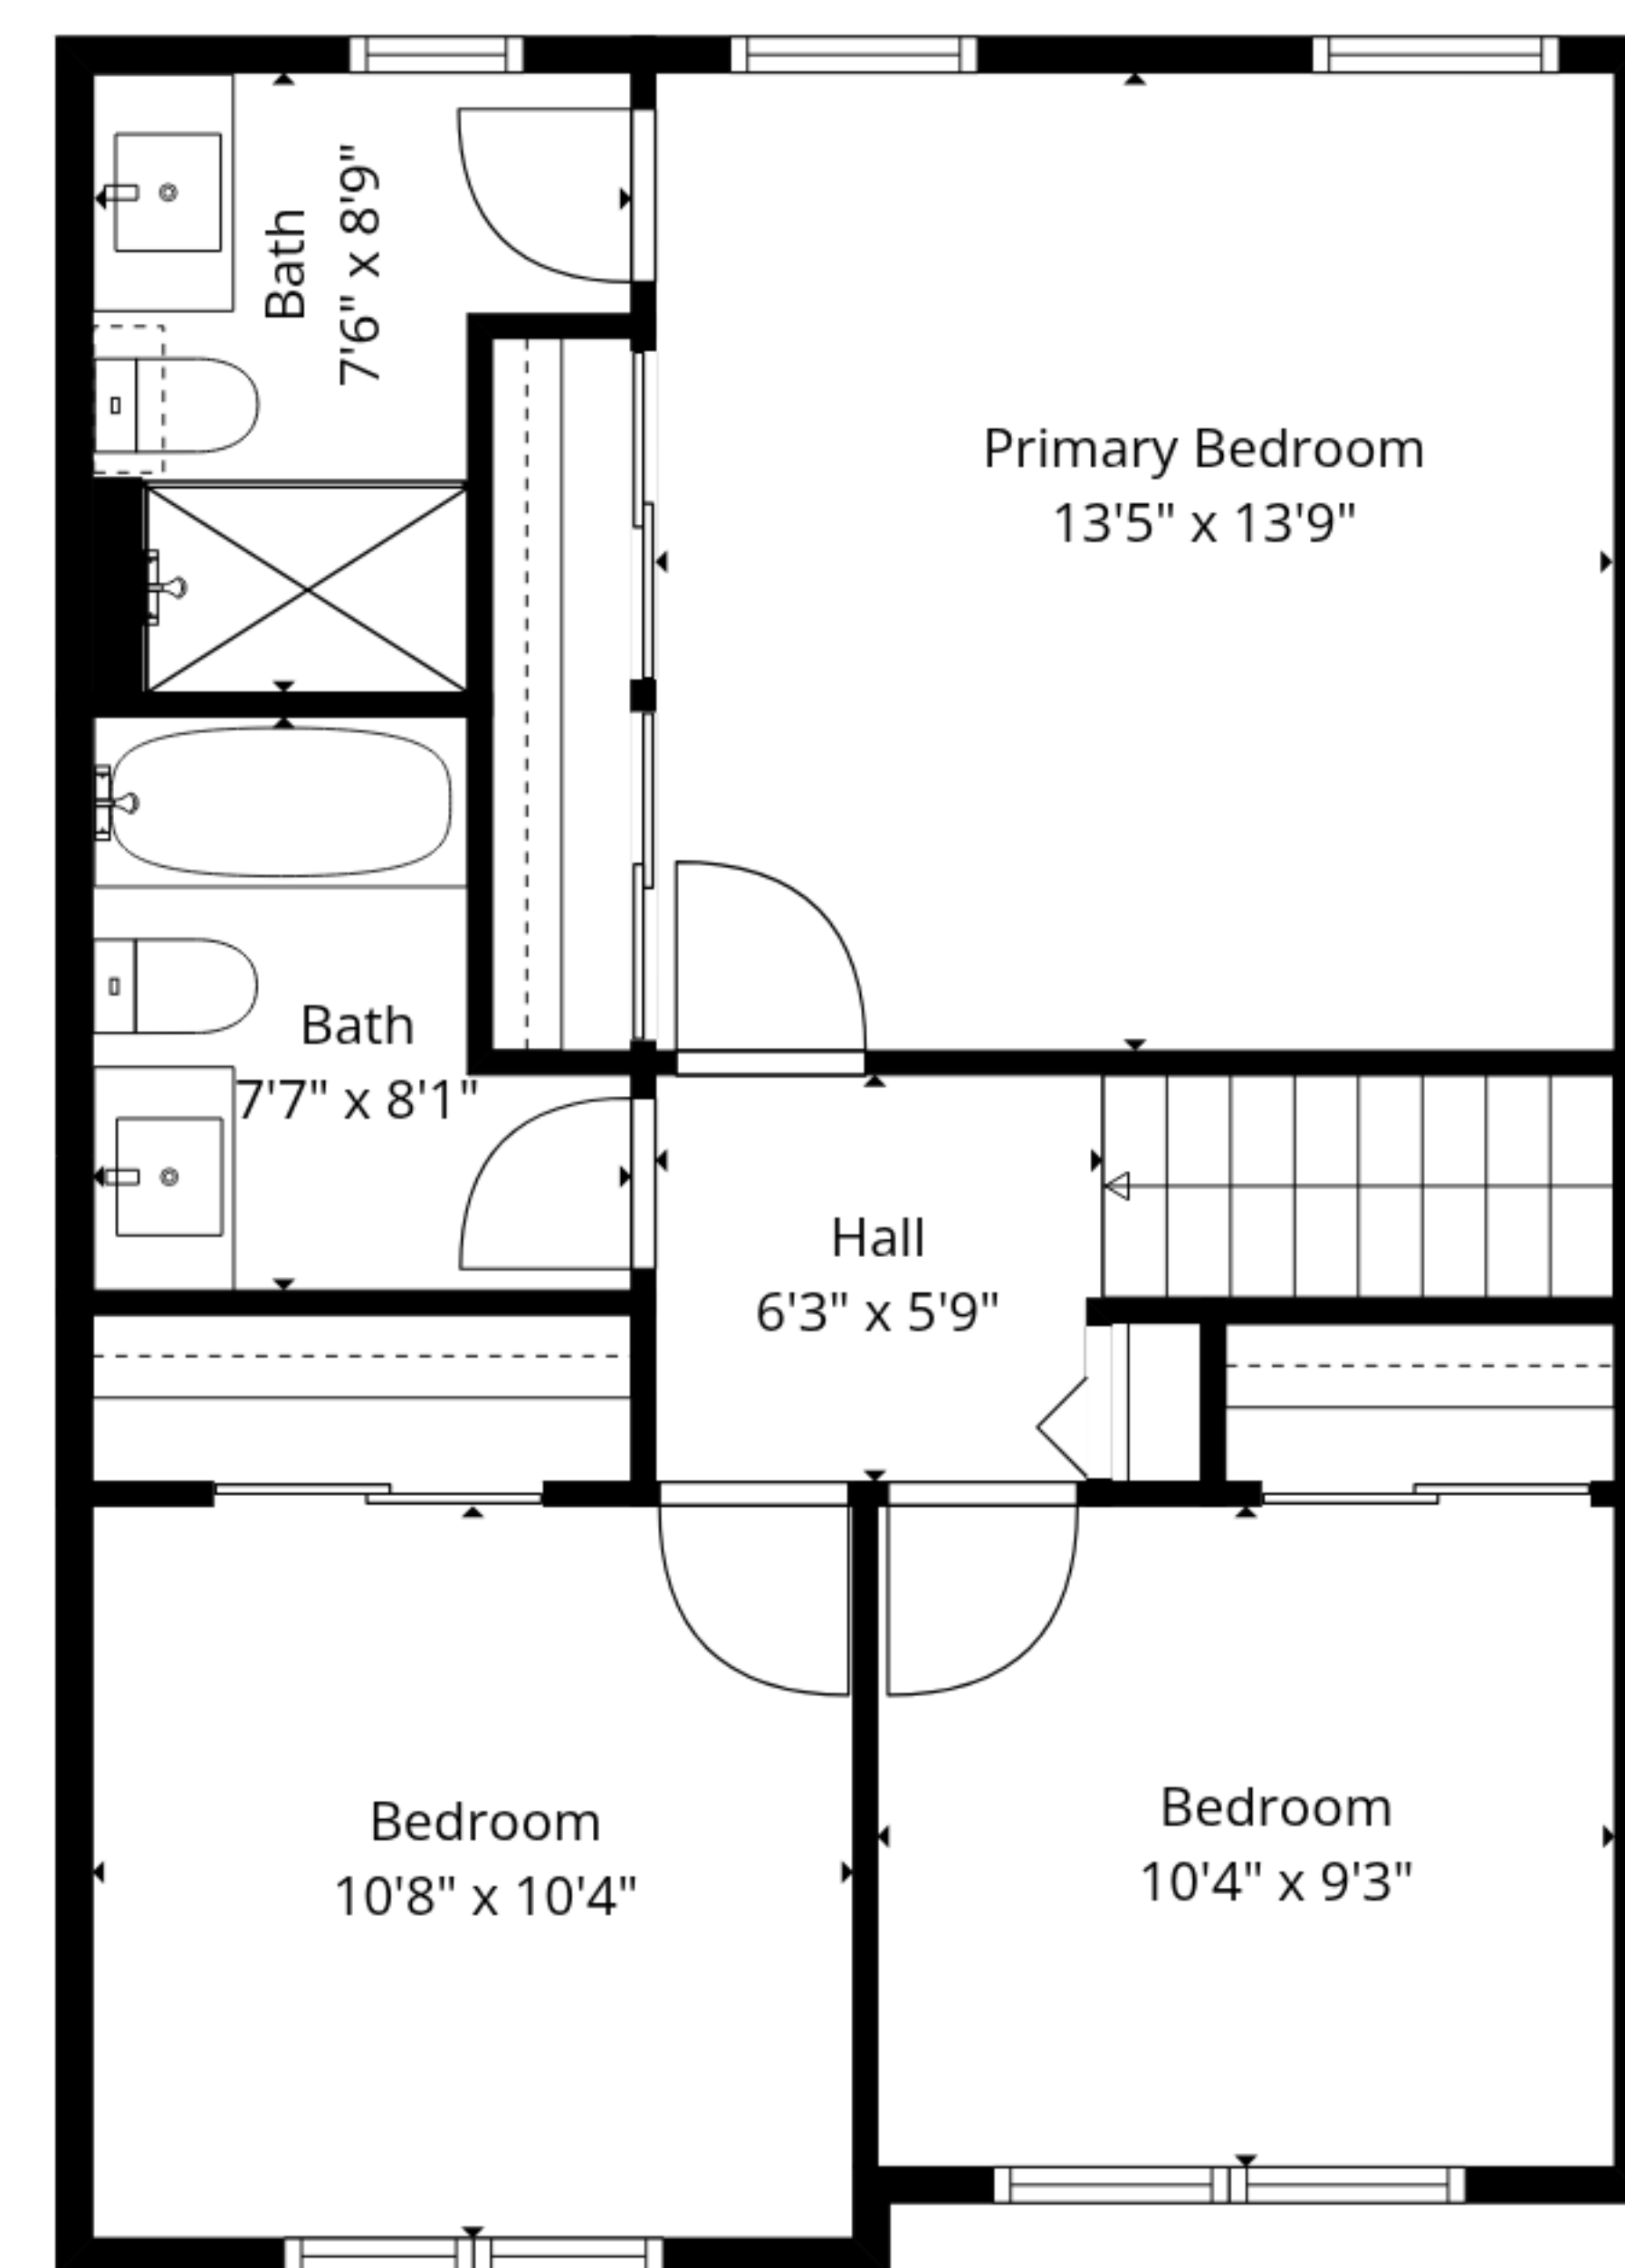 Bath
7'6" x 8'9"
Primary Bedroom
13'5" x 13'9"
Bath
7'7" x 8'1"
Hall
6'3" x 5'9"
Bedroom
10'8" x 10'4"
Bedroom
10'4" x 9'3"